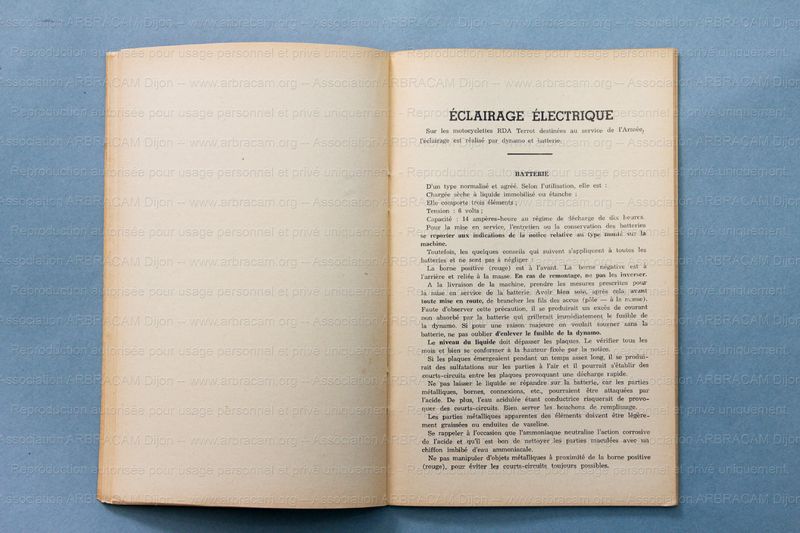 ÉCLAIRAGE ÉLECTRIQUE
Sur les motocyclettes RDA Terrot destinées au service de l'Armée,
l'éclairage est réalisé par dynamo et batterie.
BATTERIE
D'un type normalisé et agréé. Selon l'utilisation, elle est :
Chargée sèche à liquide immobilisé ou étanche ;
Elle comporte trois éléments ;
Tension : 6 volts ;
Capacité : 14 ampères-heure au régime de décharge de dix heures.
Pour la mise en service, l'entretien ou la conservation des batteries
se reporter aux indications de la notice relative au type monté sur la
machine.
Toutefois, les quelques conseils qui suivent s'appliquent à toutes les
batteries et ne sont pas à négliger :
La borne positive (rouge) est à l'avant. La borne négative est à
l'arrière et reliée à la masse. En cas de remontage, ne pas les inverser.
A la livraison de la machine, prendre les mesures prescrites pour
la mise en service de la batterie. Avoir bien soin, après cela, avant
toute mise en route, de brancher les fils des accus (pôle — à la masse).
Faute d'observer cette précaution, il se produirait un excès de courant
non absorbé par la batterie qui grillerait immédiatement le fusible de
la dynamo. Si pour une raison majeure on voulait tourner sans la
batterie, ne pas oublier d'enlever le fusible de la dynamo.
Le niveau du liquide doit dépasser les plaques. Le vérifier tous les
mois et bien se conformer à la hauteur fixée par la notice.
Si les plaques émergeaient pendant un temps assez long, il se produi-
rait des sulfatations sur les parties à l'air et il pourrait s'établir des
courts-circuits entre les plaques provoquant une décharge rapide.
Ne pas laisser le liquide se répandre sur la batterie, car les parties
métalliques, bornes, connexions, etc., pourraient être attaquées par
l'acide. De plus, l'eau acidulée étant conductrice risquerait de provo-
quer des courts-circuits. Bien serrer les bouchons de remplissage.
Les parties métalliques apparentes des éléments doivent être légère-
ment graissées ou enduites de vaseline.
Se rappeler à l'occasion que l'ammoniaque neutralise l'action corrosive
de l'acide et qu'il est bon de nettoyer les parties maculées avec un
chiffon imbibé d'eau ammoniacale.
Ne pas manipuler d'objets métalliques à proximité de la borne positive
(rouge), pour éviter les courts-circuits toujours possibles.
Association ARBRACAM Dijon -- www.arbracam.org -- Association ARBRACAM Dijon
Reproduction autorisée pour usage personnel et privé uniquement.